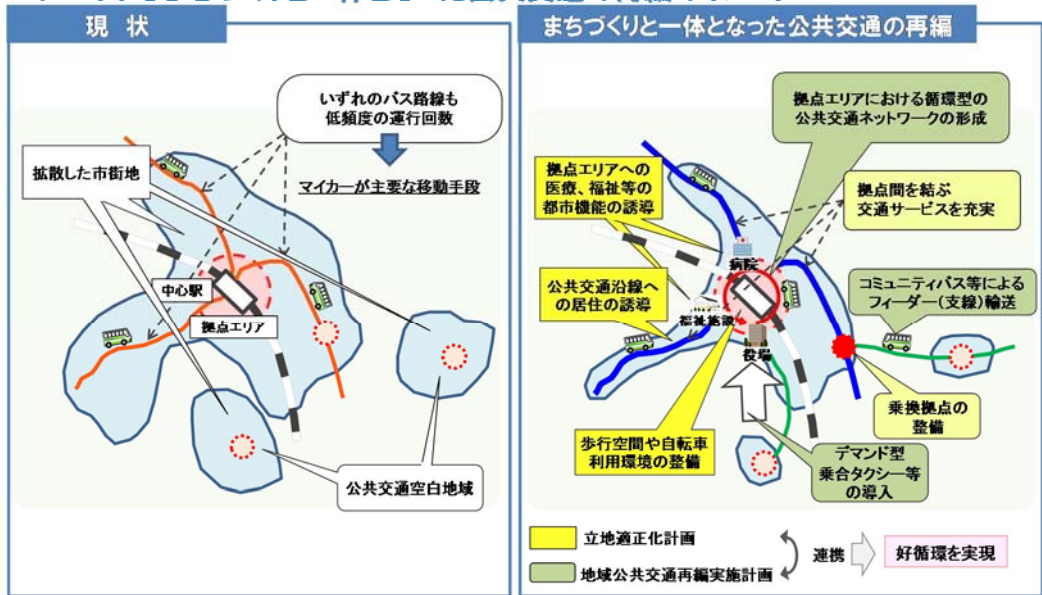 現 状
いずれのバス路線も
低頻度の運行回数
マイカーが主要な移動手段
拡散した市街地
中心駅
拠点エリア
公共交通空白地域
まちづくりと一体となった公共交通の再編
拠点エリアにおける循環型の
公共交通ネットワークの形成
拠点エリアへの
医療、福祉等の
都市機能の誘導
拠点間を結ぶ
交通サービスを充実
病院
公共交通沿線へ
の居住の誘導
福祉施設
役場
コミュニティバス等による
フィーダー(支線)輸送
乗換拠点の
整備
歩行空間や自転車
利用環境の整備
デマンド型
乗合タクシー等
の導入
立地適正化計画
地域公共交通再編実施計画
連携
好循環を実現